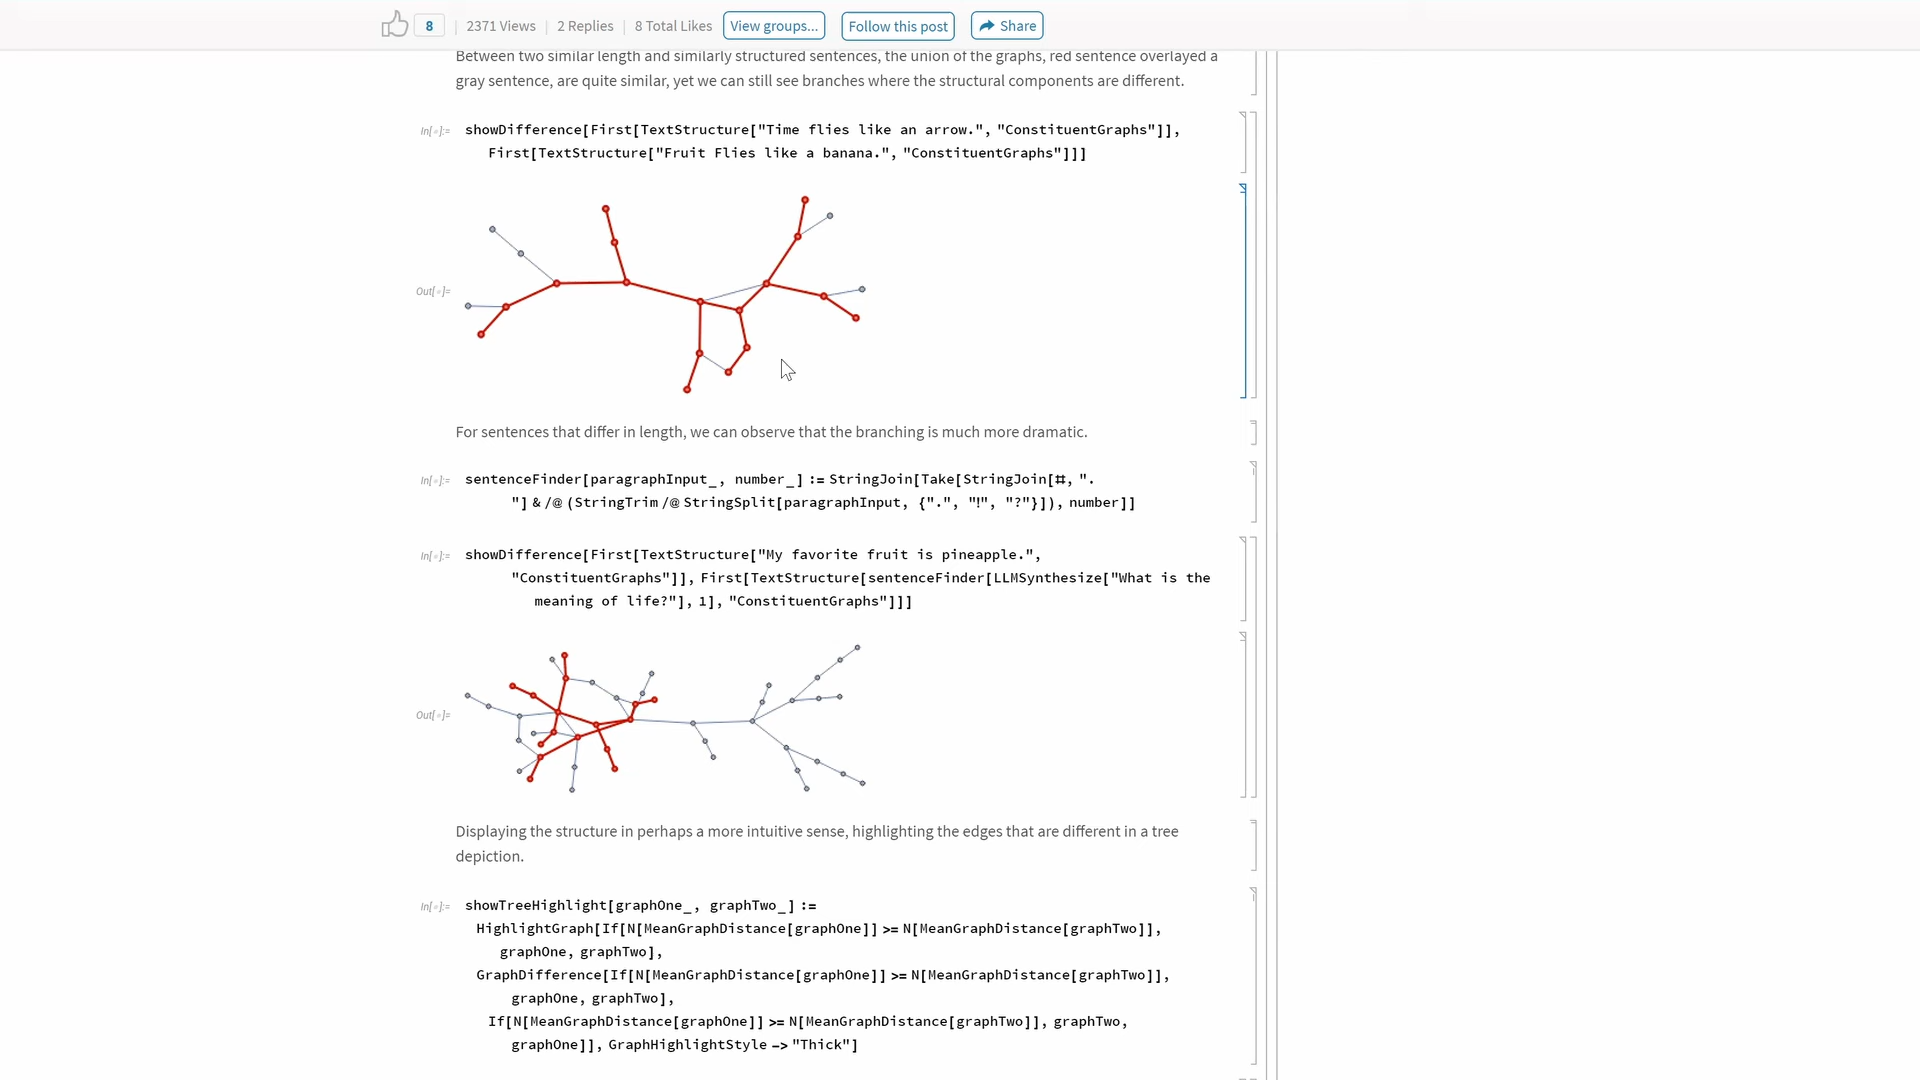 8 | 2371 Views | 2 Replies | 8 Total Likes View groups... Follow this post Share
Between two similar length and similarly structured sentences, the union of the graphs, red sentence overlayed a
gray sentence, are quite similar, yet we can still see branches where the structural components are different.
In[•]:= showDifference[First[TextStructure["Time flies like an arrow.", "ConstituentGraphs"]],
First[TextStructure["Fruit Flies like a banana.", "ConstituentGraphs"]]]
Out[•]=
For sentences that differ in length, we can observe that the branching is much more dramatic.
In[•]:= sentenceFinder[paragraphInput_, number_] := StringJoin[Take[StringJoin[#, ".
"] & /@ (StringTrim /@ StringSplit[paragraphInput, {".", "!", "?"}]), number]]
In[•]:= showDifference[First[TextStructure["My favorite fruit is pineapple.",
"ConstituentGraphs"]], First[TextStructure[sentenceFinder[LLMSynthesize["What is the
meaning of life?"], 1], "ConstituentGraphs"]]]
Out[•]=
Displaying the structure in perhaps a more intuitive sense, highlighting the edges that are different in a tree
depiction.
In[•]:= showTreeHighlight[graphOne_, graphTwo_] :=
HighlightGraph[If[N[MeanGraphDistance[graphOne]] >= N[MeanGraphDistance[graphTwo]],
graphOne, graphTwo],
GraphDifference[If[N[MeanGraphDistance[graphOne]] >= N[MeanGraphDistance[graphTwo]],
graphOne, graphTwo],
If[N[MeanGraphDistance[graphOne]] >= N[MeanGraphDistance[graphTwo]], graphTwo,
graphOne]], GraphHighlightStyle -> "Thick"]